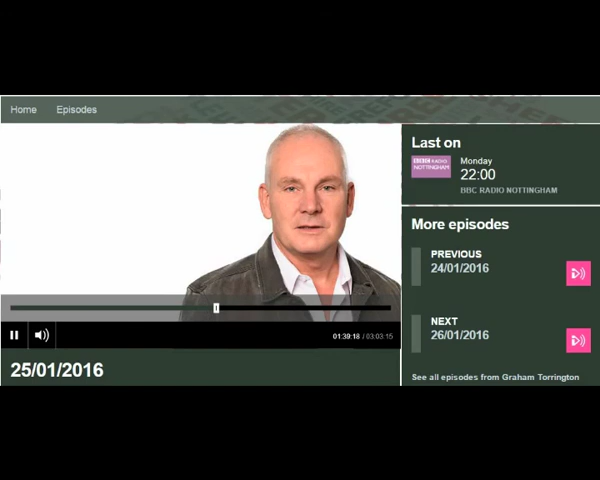 Home Episodes
Last on
BBC RADIO
NOTTINGHAM
Monday
22:00
BBC RADIO NOTTINGHAM
More episodes
PREVIOUS
24/01/2016
NEXT
26/01/2016
See all episodes from Graham Torrington
01:39:18 / 03:03:15
25/01/2016